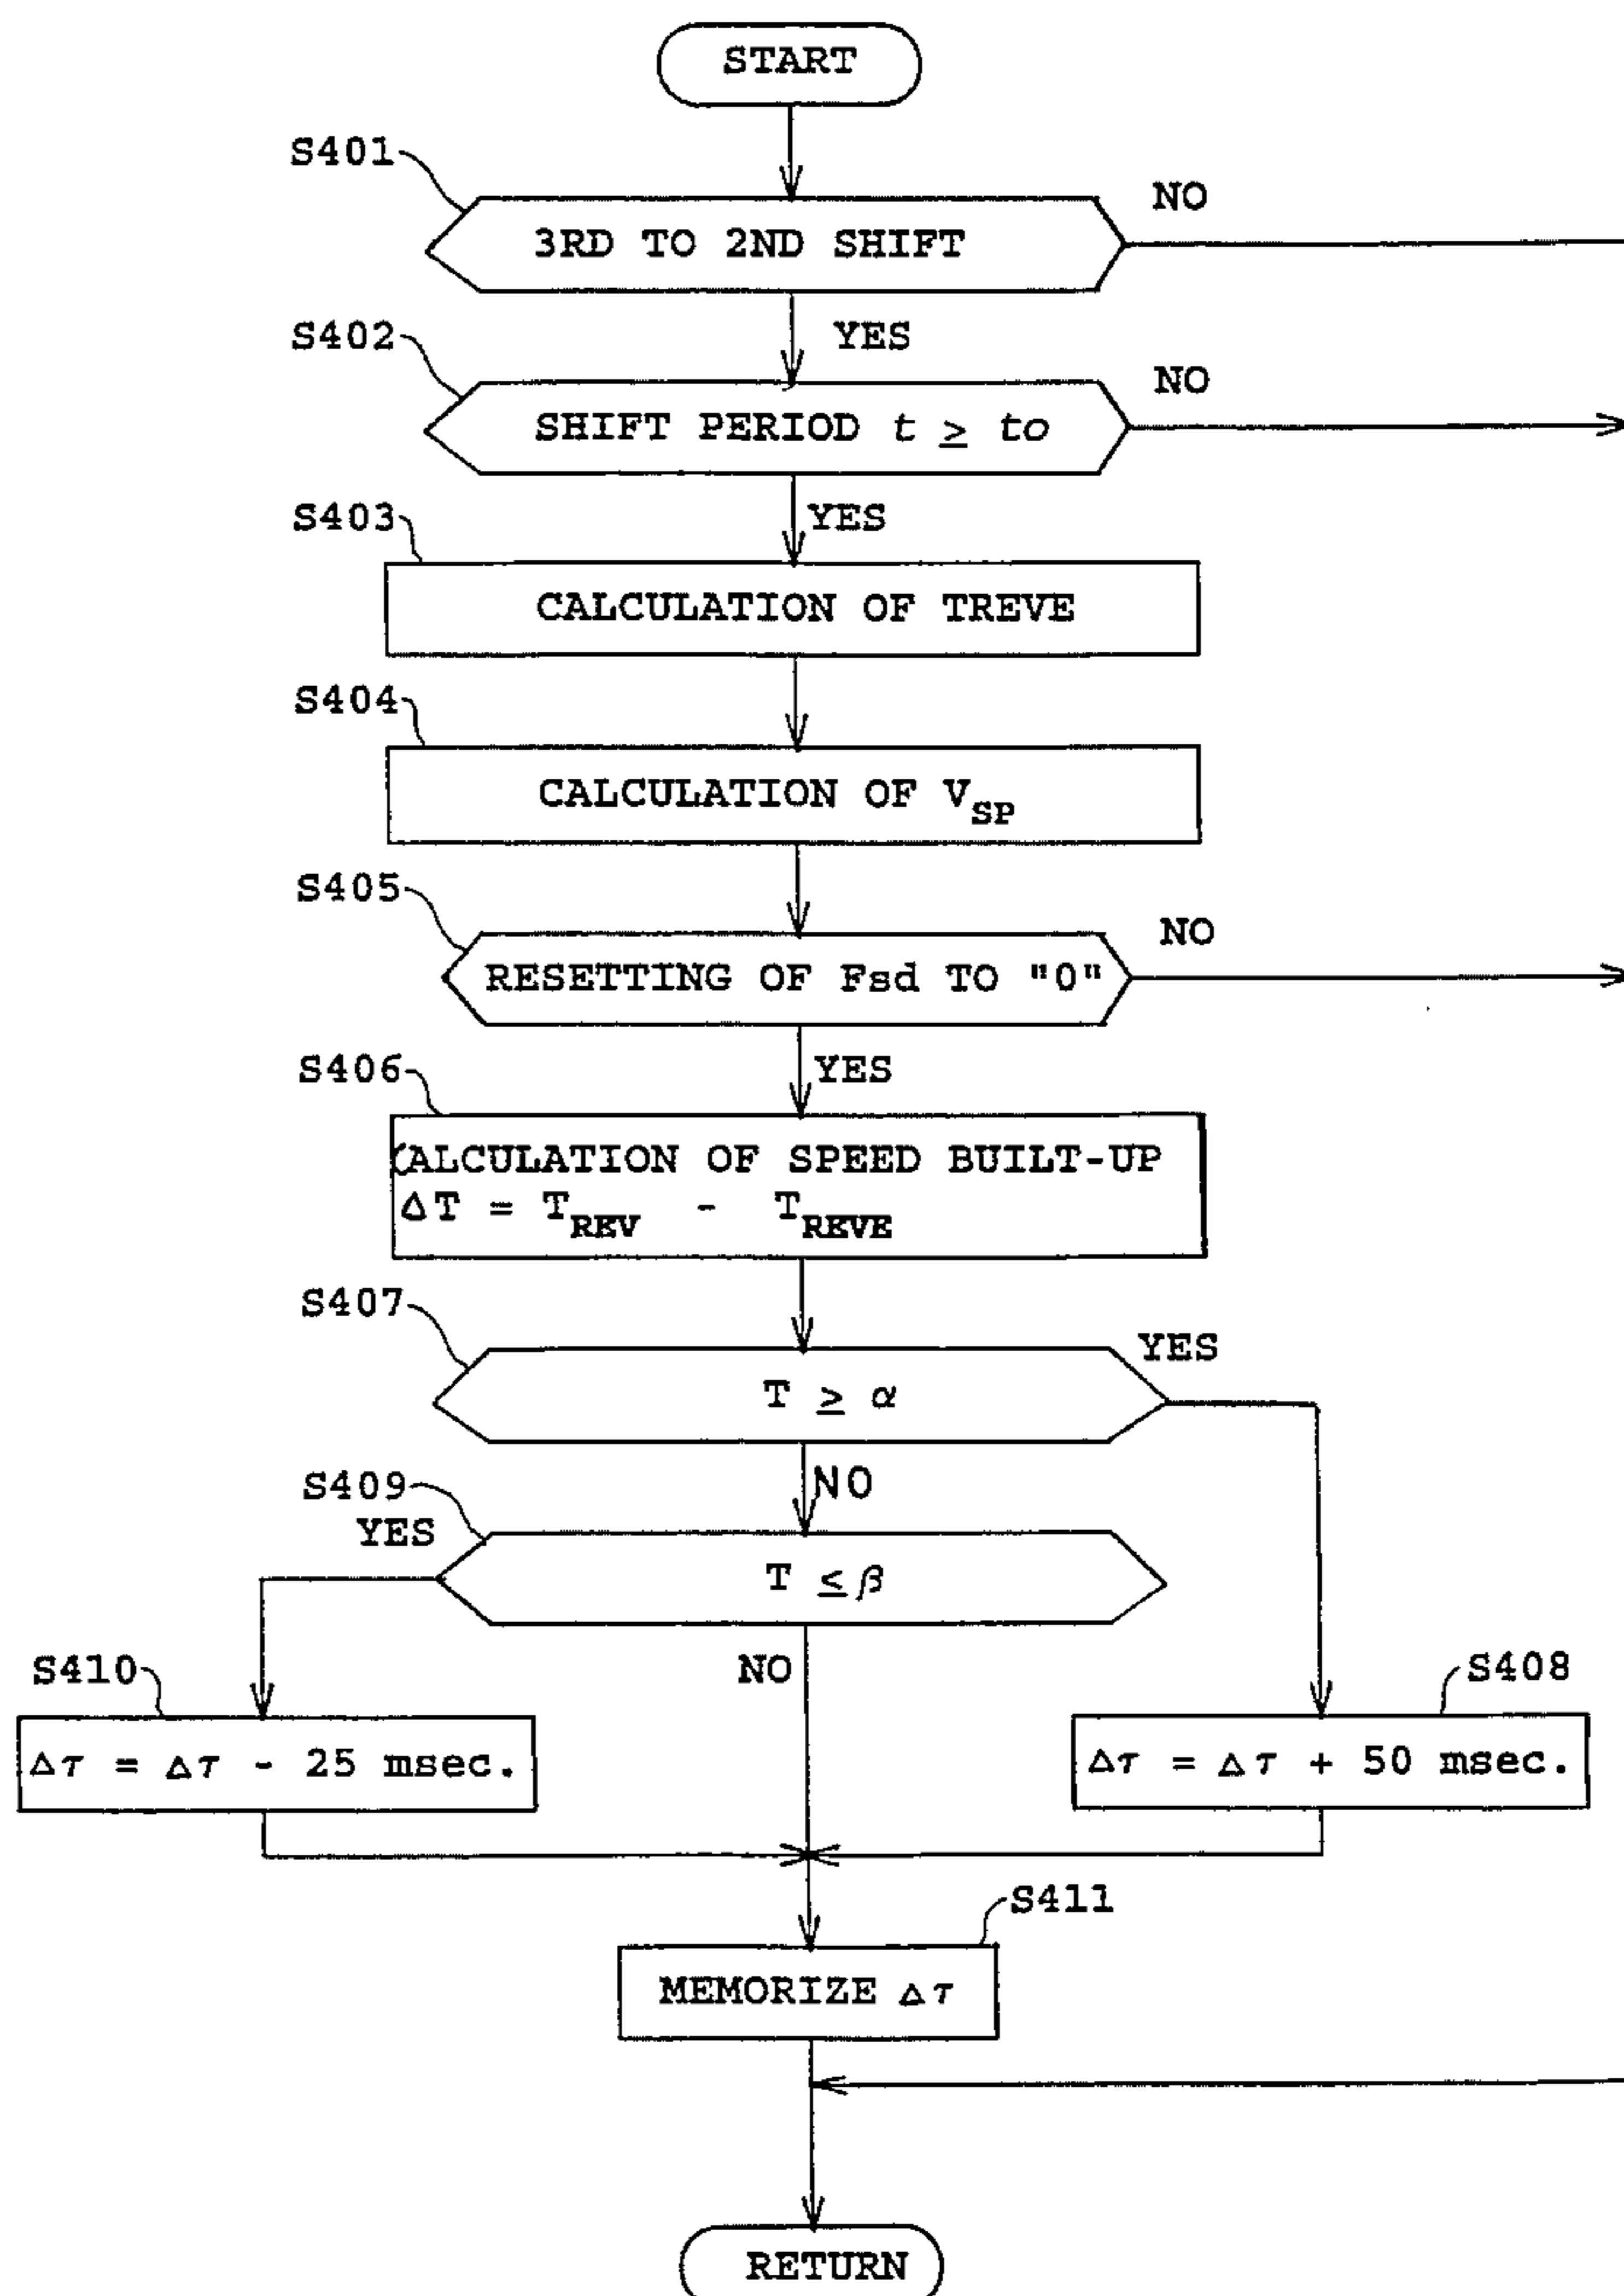 START
S401
NO
3RD TO 2ND SHIFT
S402
YES
NO
SHIFT PERIOD t ≥ to
S403
YES
CALCULATION OF TREVE
S404
CALCULATION OF VSP
S405
NO
RESETTING OF Fsd TO "0"
S406
YES
CALCULATION OF SPEED BUILT-UP
ΔT = TREV - TREVE
S407
YES
T ≥ α
S409
NO
YES
T ≤ β
S410
NO
S408
Δτ = Δτ - 25 msec.
Δτ = Δτ + 50 msec.
S411
MEMORIZE Δτ
RETURN